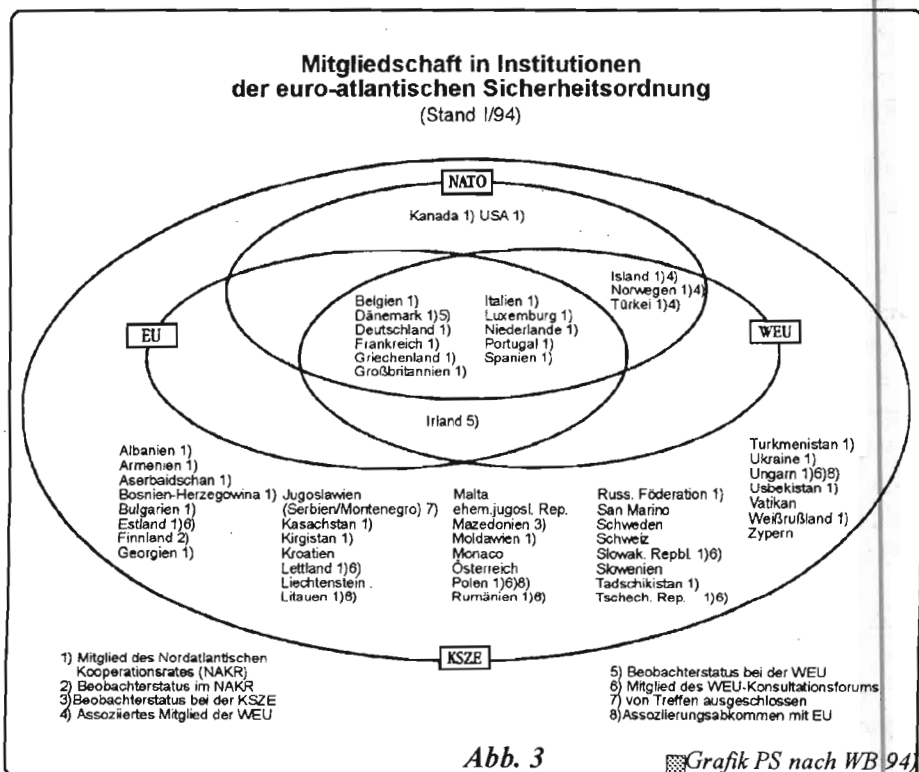 Mitgliedschaft in Institutionen
der euro-atlantischen Sicherheitsordnung
(Stand I/94)
NATO
Kanada 1) USA 1)
Island 1)4)
Norwegen 1)4)
Türkei 1)4)
EU
WEU
Belgien 1)
Dänemark 1)5)
Deutschland 1)
Frankreich 1)
Griechenland 1)
Großbritannien 1)
Italien 1)
Luxemburg 1)
Niederlande 1)
Portugal 1)
Spanien 1)
Irland 5)
Albanien 1)
Armenien 1)
Aserbaidschan 1)
Bosnien-Herzegowina 1)
Bulgarien 1)
Estland 1)6)
Finnland 2)
Georgien 1)
Jugoslawien
(Serbien/Montenegro) 7)
Kasachstan 1)
Kirgistan 1)
Kroatien
Lettland 1)6)
Liechtenstein .
Litauen 1)6)
Malta
ehem.jugosl. Rep.
Mazedonien 3)
Moldawien 1)
Monaco
Österreich
Polen 1)6)8)
Rumänien 1)6)
Russ. Föderation 1)
San Marino
Schweden
Schweiz
Slowak. Repbl. 1)6)
Slowenien
Tadschikistan 1)
Tschech. Rep. 1)6)
Turkmenistan 1)
Ukraine 1)
Ungarn 1)6)8)
Usbekistan 1)
Vatikan
Weißrußland 1)
Zypern
KSZE
1) Mitglied des Nordatlantischen
Kooperationsrates (NAKR)
2) Beobachterstatus im NAKR
3)Beobachterstatus bei der KSZE
4) Assoziiertes Mitglied der WEU
5) Beobachterstatus bei der WEU
6) Mitglied des WEU-Konsultationsforums
7) von Treffen ausgeschlossen
8)Assoziierungsabkommen mit EU
Abb. 3
Grafik PS nach WB 94)